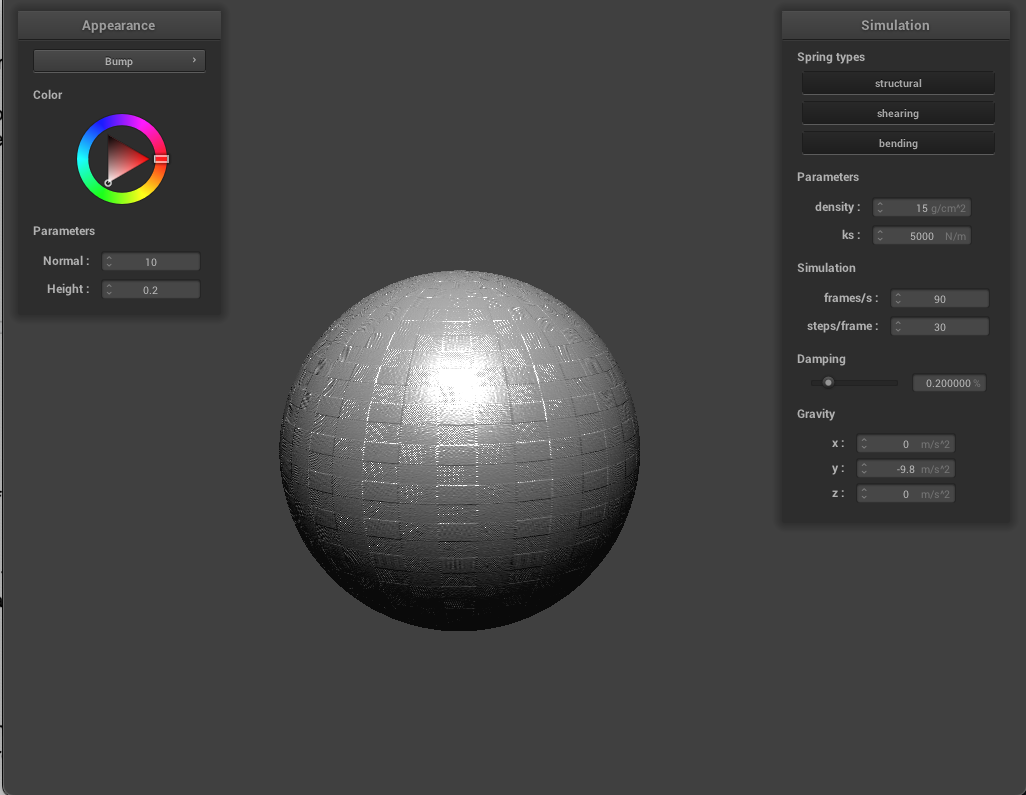 Appearance
Bump
Color
Parameters
Normal : 10
Height : 0.2
Simulation
Spring types
structural
shearing
bending
Parameters
density : 15 g/cm^2
ks : 5000 N/m
Simulation
frames/s : 90
steps/frame : 30
Damping
0.200000 %
Gravity
x : 0 m/s^2
y : -9.8 m/s^2
z : 0 m/s^2